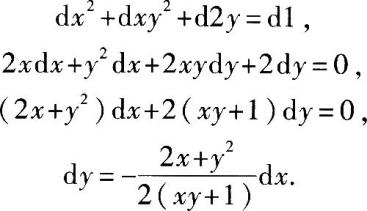 dx²+dxy²+d2y=d1,
2xdx+y²dx+2xydy+2dy=0,
(2x+y²)dx+2(xy+1)dy=0,
dy=-\frac{2x+y²}{2(xy+1)}dx.